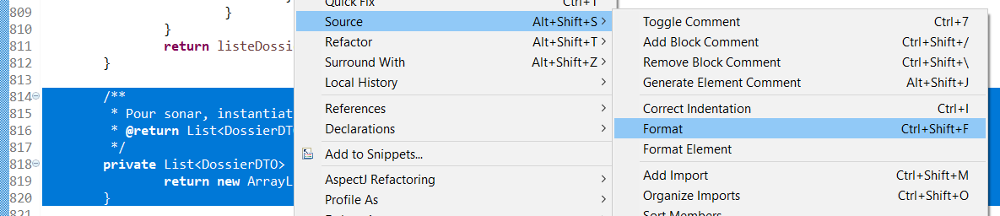 809 }
810 }
811 return listeDossi
812 }
813
814 /**
815 * Pour sonar, instantiat
816 * @return List<DossierDTO
817 */
818 private List<DossierDTO>
819 return new ArrayL
820 }
821
Quick Fix Ctrl+1
Source Alt+Shift+S >
Refactor Alt+Shift+T >
Surround With Alt+Shift+Z >
Local History >
References >
Declarations >
Add to Snippets...
AspectJ Refactoring >
Profile As >
Toggle Comment Ctrl+7
Add Block Comment Ctrl+Shift+/
Remove Block Comment Ctrl+Shift+\
Generate Element Comment Alt+Shift+J
Correct Indentation Ctrl+I
Format Ctrl+Shift+F
Format Element
Add Import Ctrl+Shift+M
Organize Imports Ctrl+Shift+O
Sort Members